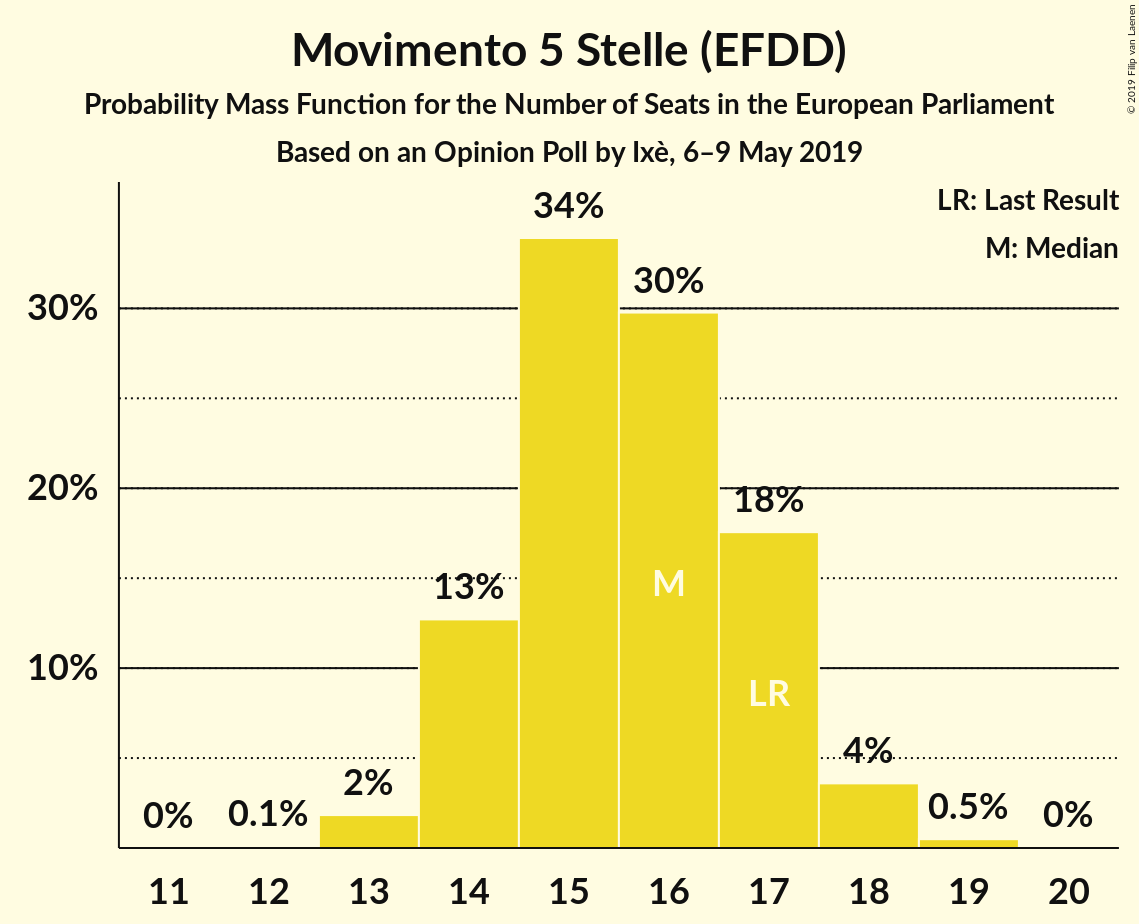 © 2019 Filip van Laenen
Movimento 5 Stelle (EFDD)
Probability Mass Function for the Number of Seats in the European Parliament
Based on an Opinion Poll by Ixè, 6–9 May 2019
LR: Last Result
M: Median
34%
30%
30%
20%
18%
13%
M
10%
LR
4%
2%
0%
0.1%
0.5%
0%
11 12 13 14 15 16 17 18 19 20